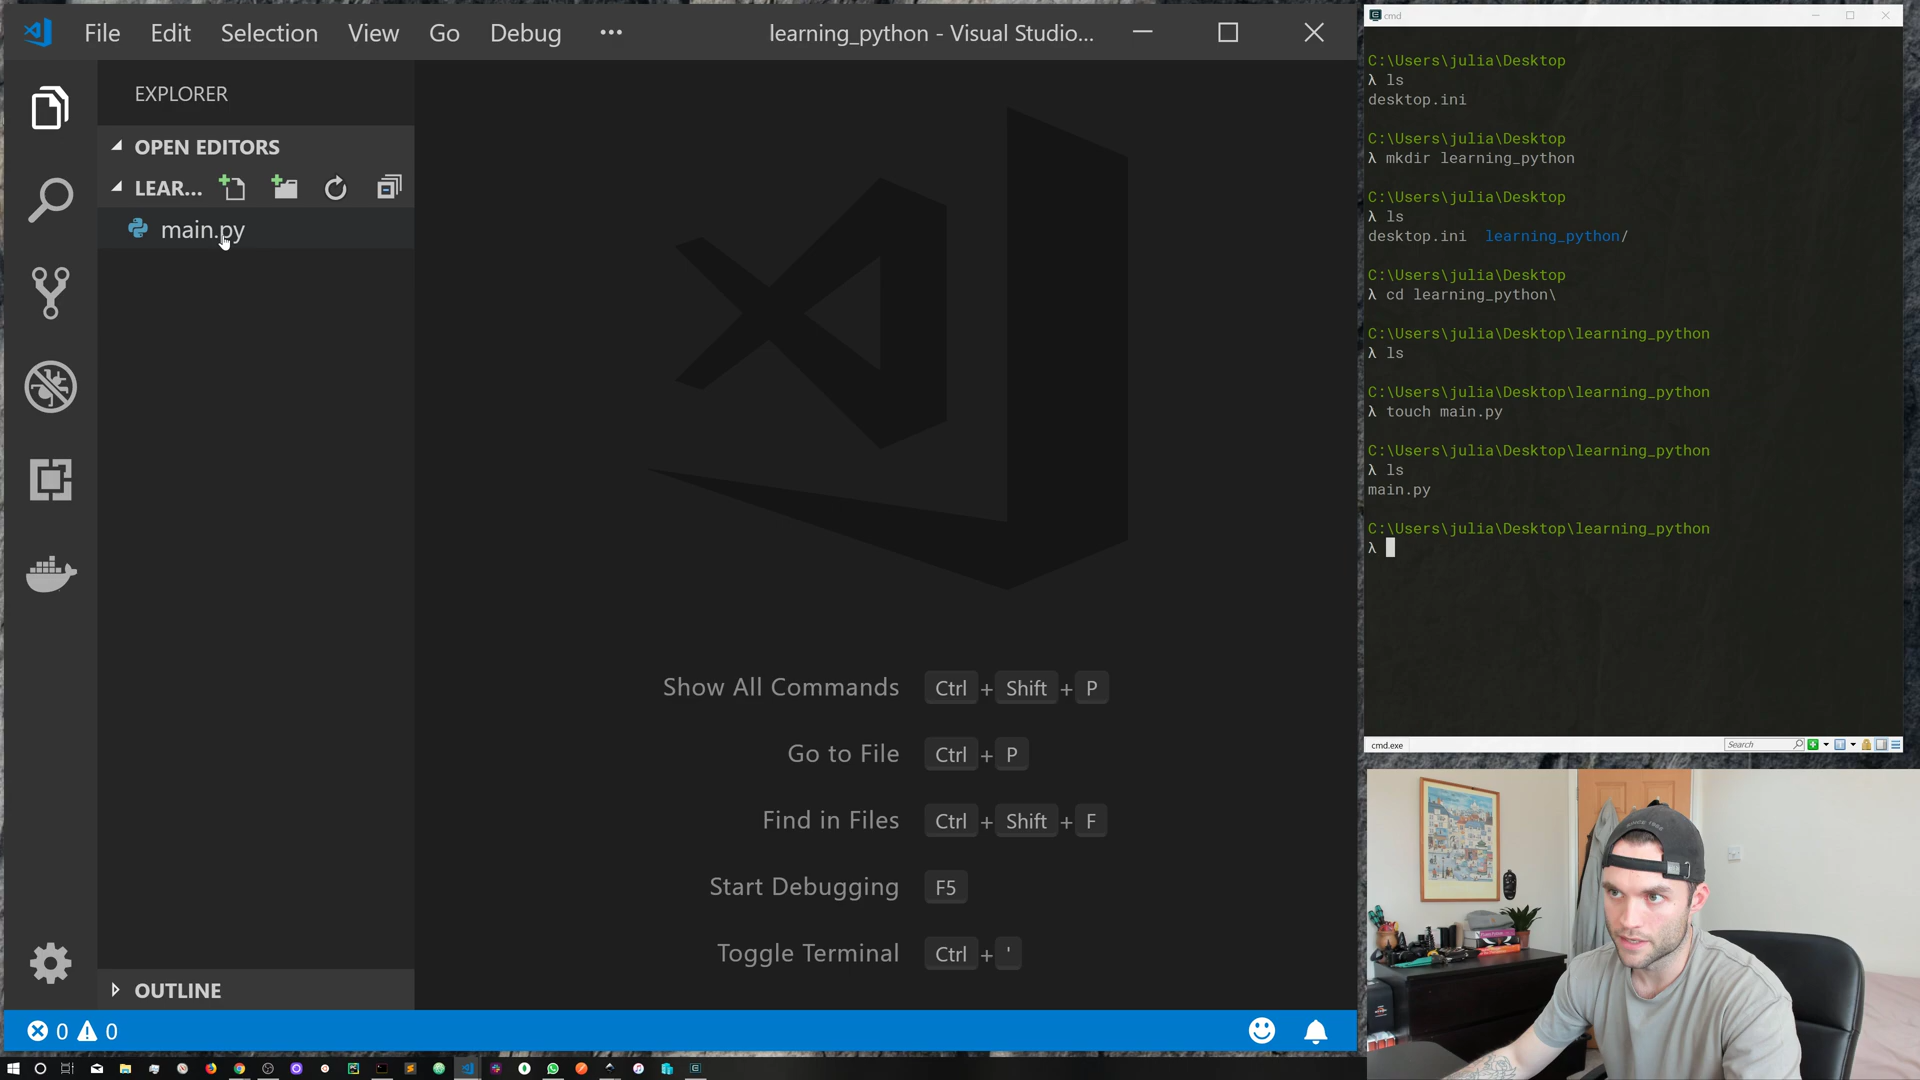 File Edit Selection View Go Debug ••• learning_python - Visual Studio...
EXPLORER
OPEN EDITORS
LEAR...
main.py
Show All Commands Ctrl + Shift + P
Go to File Ctrl + P
Find in Files Ctrl + Shift + F
Start Debugging F5
Toggle Terminal Ctrl + '
OUTLINE
0 0
cmd
C:\Users\julia\Desktop
λ ls
desktop.ini
C:\Users\julia\Desktop
λ mkdir learning_python
C:\Users\julia\Desktop
λ ls
desktop.ini learning_python/
C:\Users\julia\Desktop
λ cd learning_python\
C:\Users\julia\Desktop\learning_python
λ ls
C:\Users\julia\Desktop\learning_python
λ touch main.py
C:\Users\julia\Desktop\learning_python
λ ls
main.py
C:\Users\julia\Desktop\learning_python
λ
cmd.exe Search